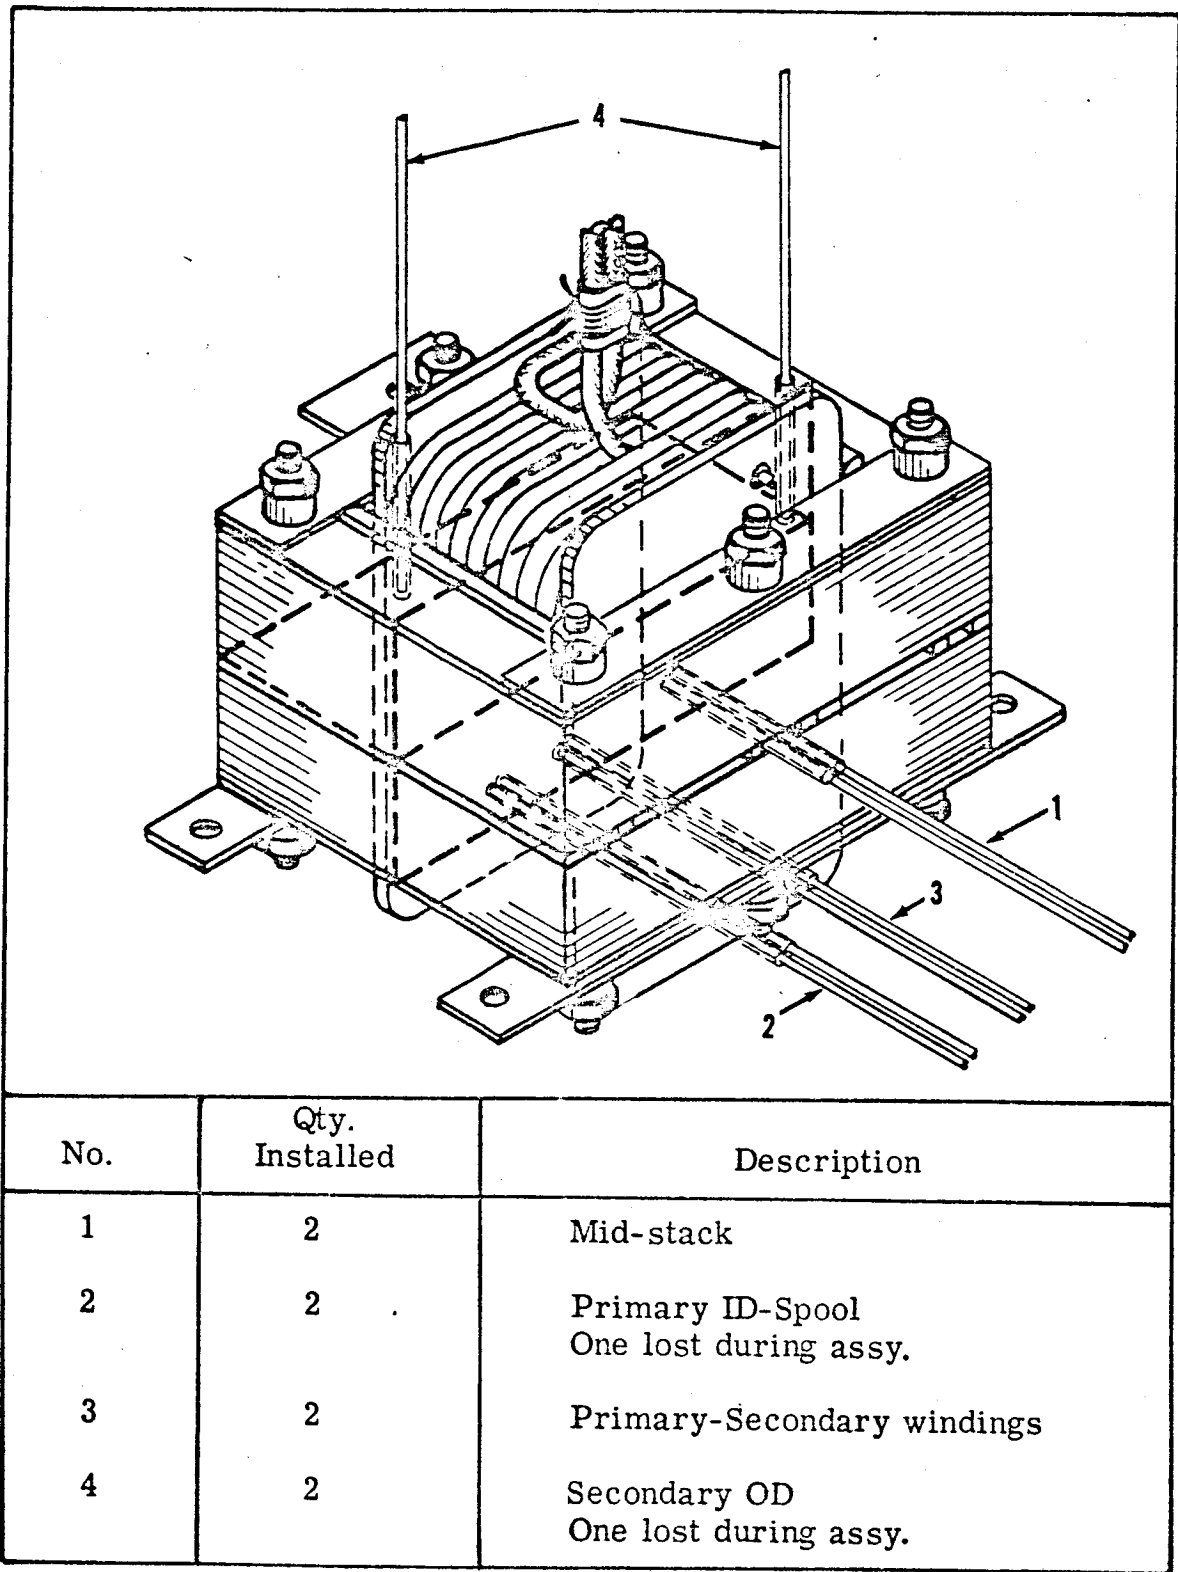 4
1
3
2
No. Qty. Installed Description
1 2 Mid-stack
2 2 Primary ID-Spool
One lost during assy.
3 2 Primary-Secondary windings
4 2 Secondary OD
One lost during assy.